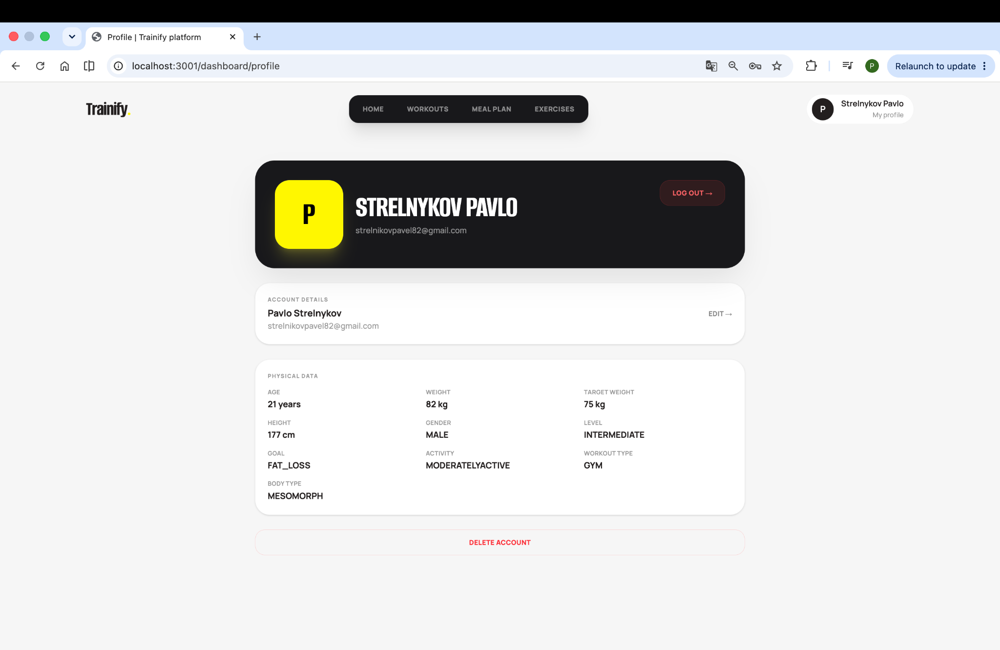 Profile | Trainify platform
localhost:3001/dashboard/profile
P
Relaunch to update
Trainify.
HOME WORKOUTS MEAL PLAN EXERCISES
P
Strelnykov Pavlo
My profile
P
STRELNYKOV PAVLO
strelnikovpavel82@gmail.com
LOG OUT →
ACCOUNT DETAILS
Pavlo Strelnykov
strelnikovpavel82@gmail.com
EDIT →
PHYSICAL DATA
AGE WEIGHT TARGET WEIGHT
21 years 82 kg 75 kg
HEIGHT GENDER LEVEL
177 cm MALE INTERMEDIATE
GOAL ACTIVITY WORKOUT TYPE
FAT_LOSS MODERATELYACTIVE GYM
BODY TYPE
MESOMORPH
DELETE ACCOUNT